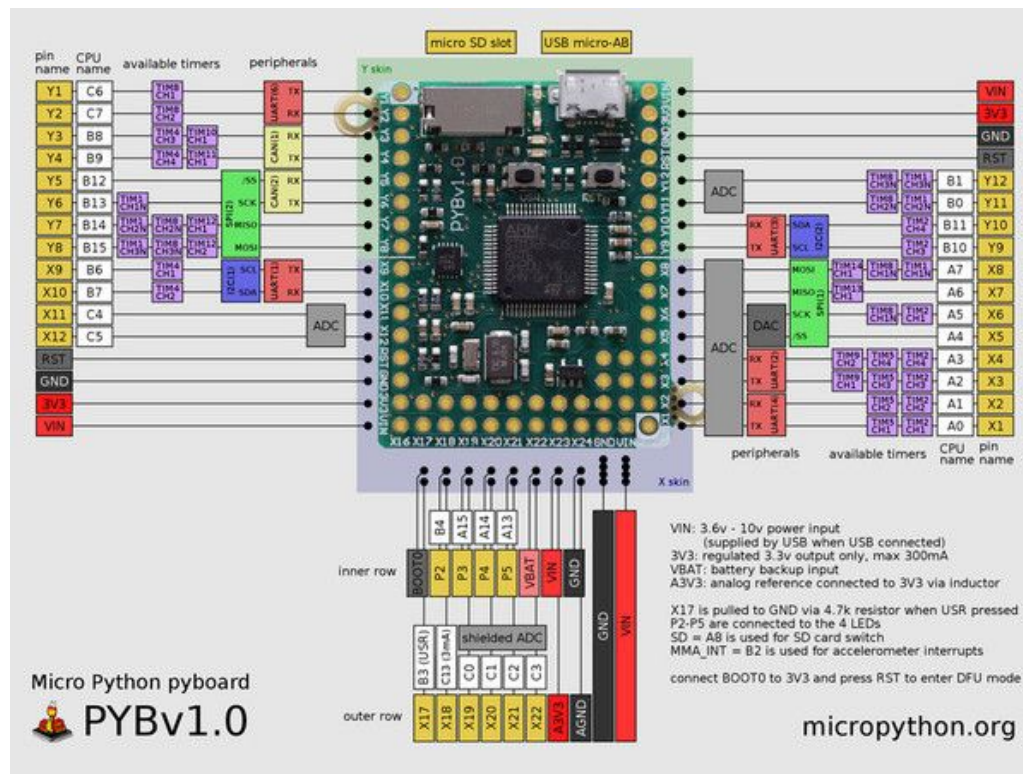 micro SD slot USB micro-AB
pin name CPU name available timers peripherals
Y skin
Y1 C6 TIM8 CH1 UART(6) TX
Y2 C7 TIM8 CH2 RX
Y3 B8 TIM4 CH3 TIM10 CH1 CAN(1) RX
Y4 B9 TIM4 CH4 TIM11 CH1 TX
Y5 B12 /SS CAN(2) RX
Y6 B13 TIM1 CH1N SPI(2) SCK TX
Y7 B14 TIM1 CH2N TIM8 CH2N TIM12 CH1 MISO
Y8 B15 TIM1 CH3N TIM8 CH3N TIM12 CH2 MOSI
X9 B6 TIM4 CH1 I2C(1) SCL UART(1) TX
X10 B7 TIM4 CH2 SDA RX
X11 C4 ADC
X12 C5
RST
GND
3V3
VIN
PYBv1.0
VIN
3V3
GND
RST
ADC TIM8 CH3N TIM1 CH3N B1 Y12
TIM8 CH2N TIM1 CH2N B0 Y11
RX UART(3) SDA I2C(2) TIM2 CH4 B11 Y10
TX SCL TIM2 CH3 B10 Y9
ADC MOSI SPI(1) TIM14 CH1 TIM8 CH1N TIM1 CH1N A7 X8
MISO TIM13 CH1 A6 X7
DAC SCK TIM8 CH1N TIM2 CH1 A5 X6
/SS A4 X5
RX UART(2) TIM9 CH2 TIM5 CH4 TIM2 CH4 A3 X4
TX TIM9 CH1 TIM5 CH3 TIM2 CH3 A2 X3
RX UART(4) TIM5 CH2 TIM2 CH2 A1 X2
TX TIM5 CH1 TIM2 CH1 A0 X1
peripherals available timers CPU name pin name
X16 X17 X18 X19 X20 X21 X22 X23 X24 GND VIN
X skin
B4 A15 A14 A13
inner row BOOT0 P2 P3 P4 P5 VBAT VIN GND
GND VIN
shielded ADC
B3 (USR) C13 (3mA) C0 C1 C2 C3
outer row X17 X18 X19 X20 X21 X22 A3V3 AGND
VIN: 3.6v - 10v power input
(supplied by USB when USB connected)
3V3: regulated 3.3v output only, max 300mA
VBAT: battery backup input
A3V3: analog reference connected to 3V3 via inductor
X17 is pulled to GND via 4.7k resistor when USR pressed
P2-P5 are connected to the 4 LEDs
SD = A8 is used for SD card switch
MMA_INT = B2 is used for accelerometer interrupts
connect BOOT0 to 3V3 and press RST to enter DFU mode
Micro Python pyboard
PYBv1.0
micropython.org